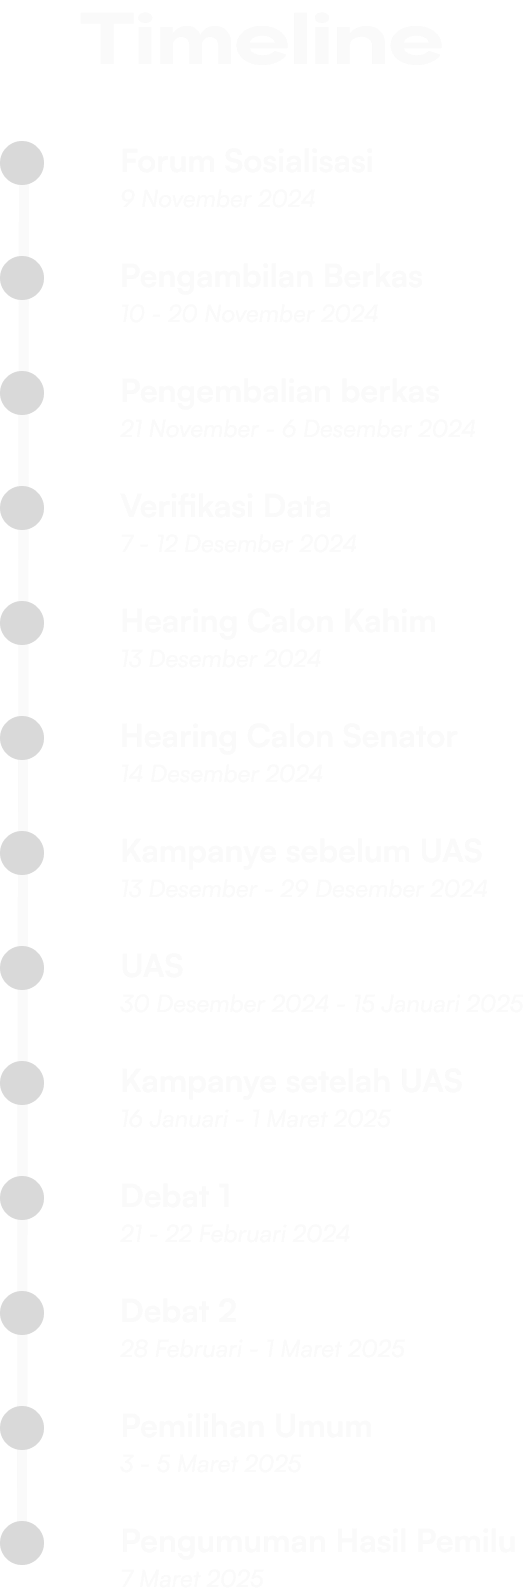 Timeline
Forum Sosialisasi
9 November 2024
Pengambilan Berkas
10 - 20 November 2024
Pengembalian berkas
21 November - 6 Desember 2024
Verifikasi Data
7 - 12 Desember 2024
Hearing Calon Kahim
13 Desember 2024
Hearing Calon Senator
14 Desember 2024
Kampanye sebelum UAS
13 Desember - 29 Desember 2024
UAS
30 Desember 2024 - 15 Januari 2025
Kampanye setelah UAS
16 Januari - 1 Maret 2025
Debat 1
21 - 22 Februari 2024
Debat 2
28 Februari - 1 Maret 2025
Pemilihan Umum
3 - 5 Maret 2025
Pengumuman Hasil Pemilu
7 Maret 2025